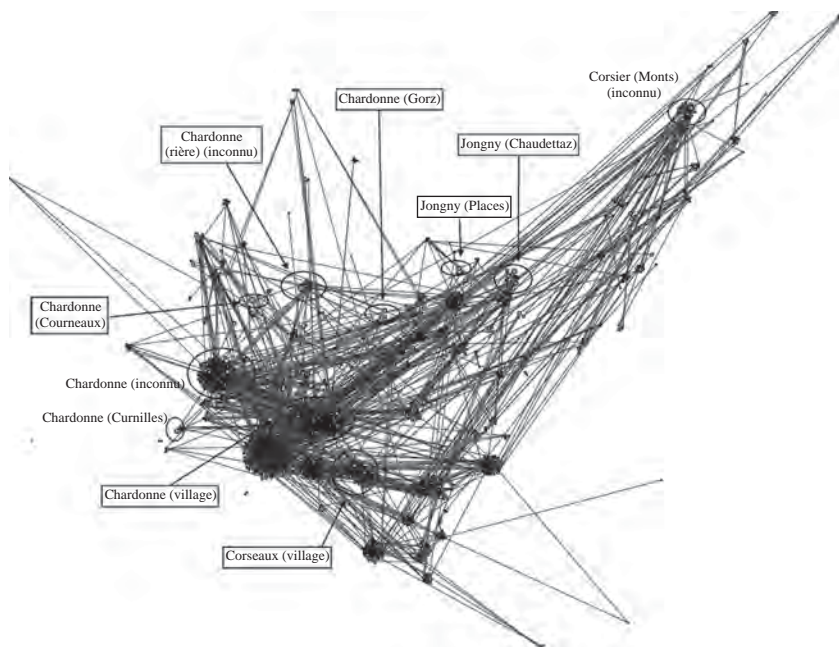 Corsier (Monts)
(inconnu)
Chardonne (Gorz)
Chardonne
(rière) (inconnu)
Jongny (Chaudettaz)
Jongny (Places)
Chardonne
(Courneaux)
Chardonne (inconnu)
Chardonne (Curnilles)
Chardonne (village)
Corseaux (village)